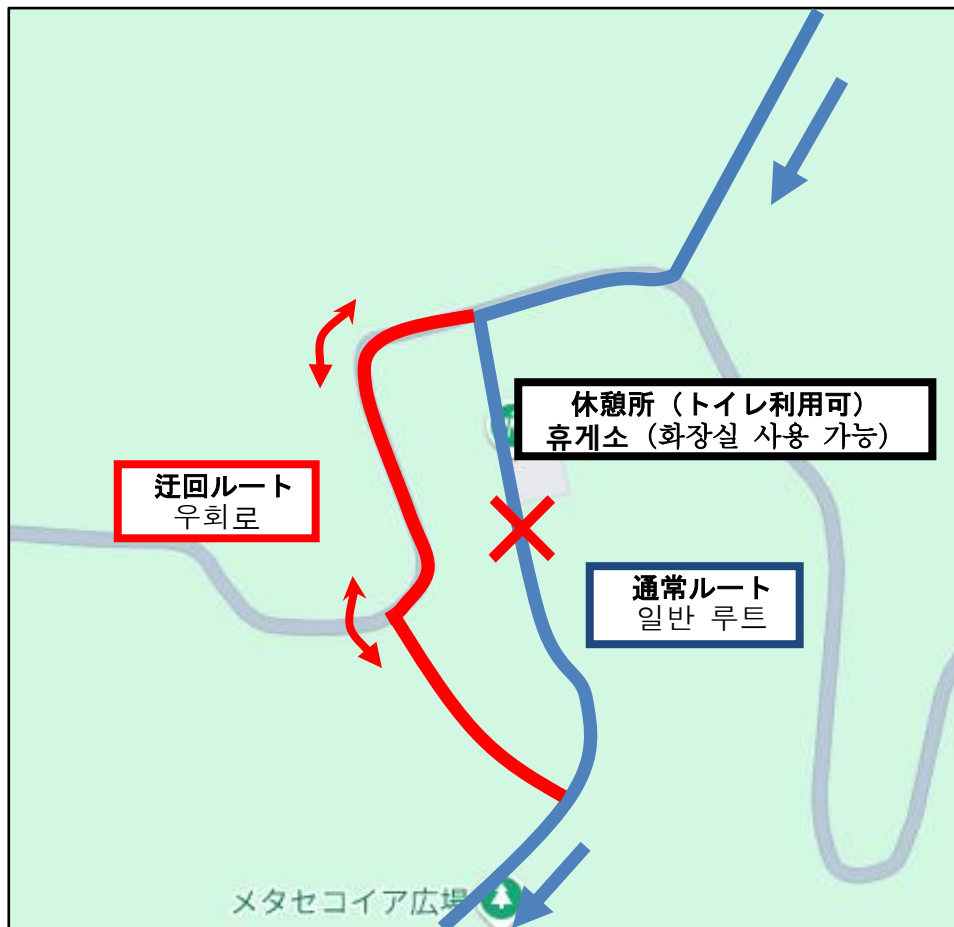 休憩所（トイレ利用可）
휴게소 (화장실 사용 가능)
迂回ルート
우회로
通常ルート
일반 루트
メタセコイア広場